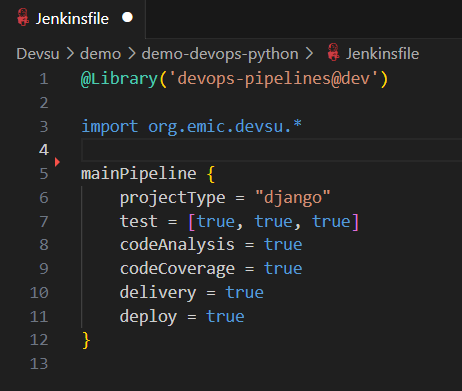 Jenkinsfile
Devsu > demo > demo-devops-python > Jenkinsfile
1 @Library('devops-pipelines@dev')
2
3 import org.emic.devsu.*
4
5 mainPipeline {
6     projectType = "django"
7     test = [true, true, true]
8     codeAnalysis = true
9     codeCoverage = true
10     delivery = true
11     deploy = true
12 }
13